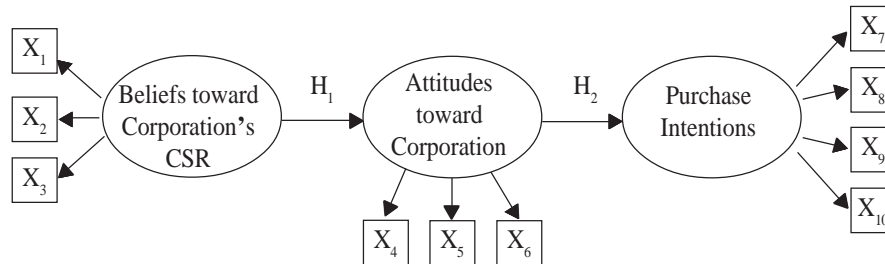 X₁
X₂
X₃
Beliefs toward
Corporation's
CSR
H₁
Attitudes
toward
Corporation
X₄
X₅
X₆
H₂
Purchase
Intentions
X₇
X₈
X₉
X₁₀